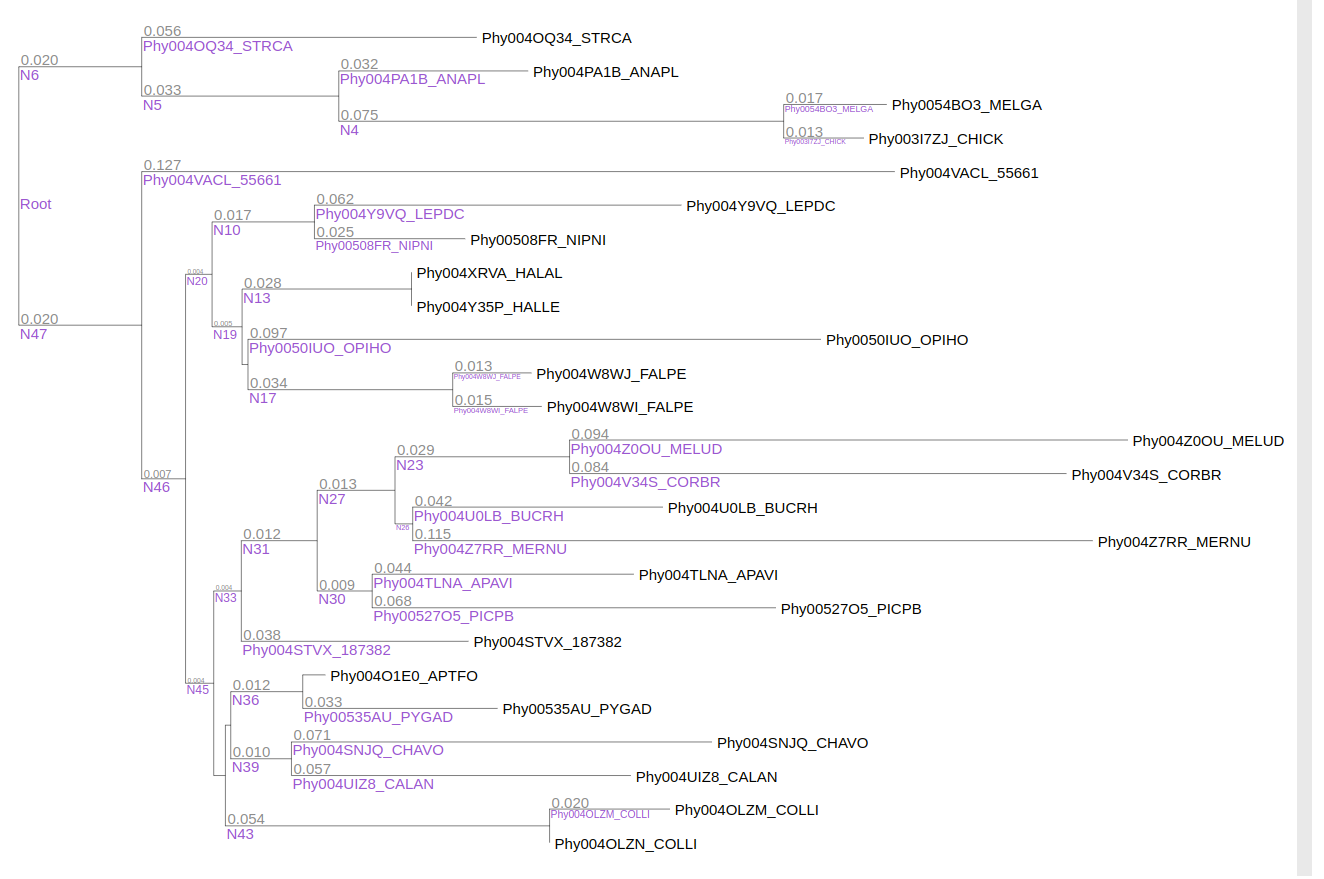 0.056
Phy004OQ34_STRCA
Phy004OQ34_STRCA
0.020
N6
0.032
Phy004PA1B_ANAPL
Phy004PA1B_ANAPL
0.033
N5
0.017
Phy0054BO3_MELGA
Phy0054BO3_MELGA
0.075
N4
0.013
Phy003I7ZJ_CHICK
Phy003I7ZJ_CHICK
0.127
Phy004VACL_55661
Phy004VACL_55661
Root
0.062
Phy004Y9VQ_LEPDC
Phy004Y9VQ_LEPDC
0.017
N10
0.025
Phy00508FR_NIPNI
Phy00508FR_NIPNI
0.004
N20
Phy004XRVA_HALAL
0.028
N13
Phy004Y35P_HALLE
0.020
N47
0.005
N19
0.097
Phy0050IUO_OPIHO
Phy0050IUO_OPIHO
0.013
Phy004W8WJ_FALPE
Phy004W8WJ_FALPE
0.034
N17
0.015
Phy004W8WI_FALPE
Phy004W8WI_FALPE
0.094
Phy004Z0OU_MELUD
Phy004Z0OU_MELUD
0.029
N23
0.084
Phy004V34S_CORBR
Phy004V34S_CORBR
0.007
N46
0.013
N27
0.042
Phy004U0LB_BUCRH
Phy004U0LB_BUCRH
N26
0.012
N31
0.115
Phy004Z7RR_MERNU
Phy004Z7RR_MERNU
0.044
Phy004TLNA_APAVI
Phy004TLNA_APAVI
0.004
N33
0.009
N30
0.068
Phy00527O5_PICPB
Phy00527O5_PICPB
0.038
Phy004STVX_187382
Phy004STVX_187382
Phy004O1E0_APTFO
0.004
N45
0.012
N36
0.033
Phy00535AU_PYGAD
Phy00535AU_PYGAD
0.071
Phy004SNJQ_CHAVO
Phy004SNJQ_CHAVO
0.010
N39
0.057
Phy004UIZ8_CALAN
Phy004UIZ8_CALAN
0.020
Phy004OLZM_COLLI
Phy004OLZM_COLLI
0.054
N43
Phy004OLZN_COLLI